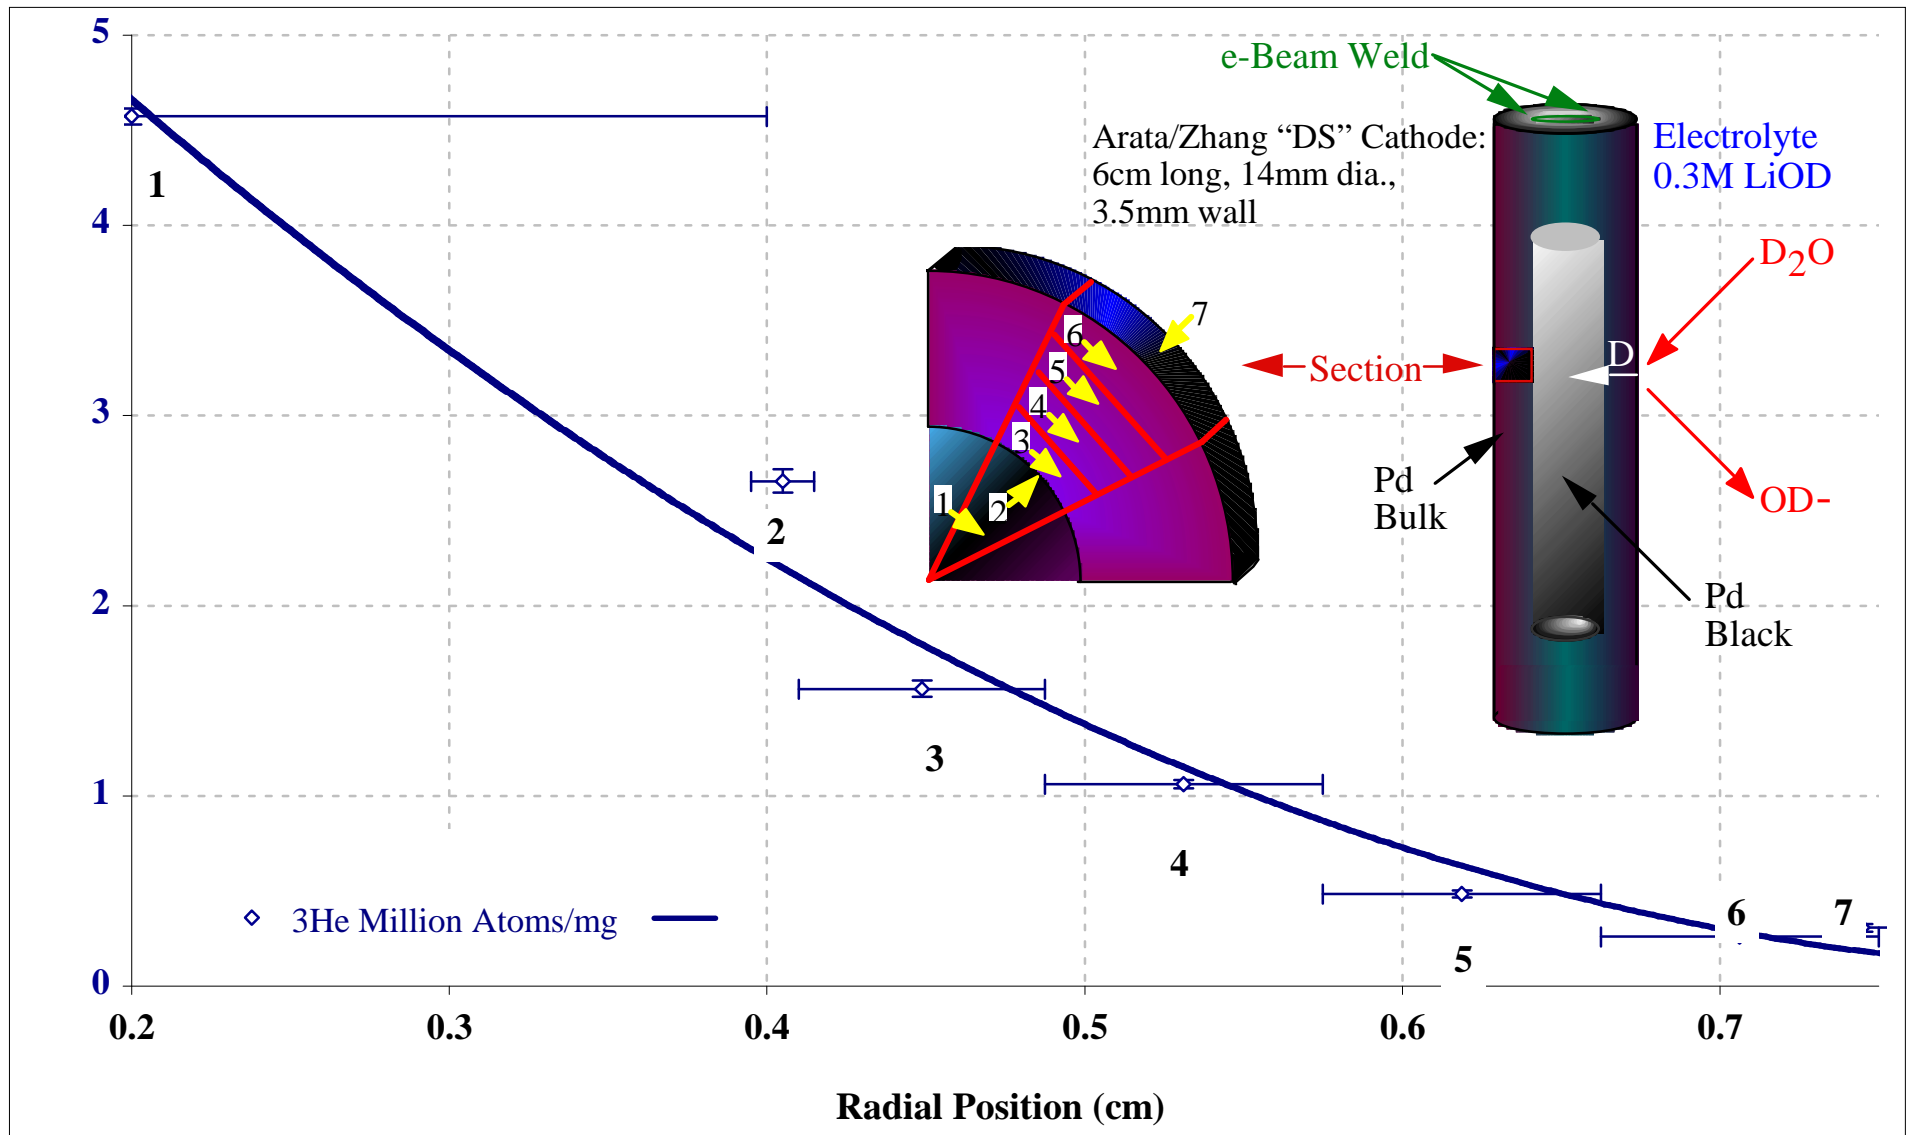 5
4
3
2
1
0
0.2
0.3
0.4
0.5
0.6
0.7
Radial Position (cm)
3He Million Atoms/mg
1
2
3
4
5
6
7
e-Beam Weld
Arata/Zhang “DS” Cathode:
6cm long, 14mm dia.,
3.5mm wall
Electrolyte
0.3M LiOD
D2O
D
OD-
Section
Pd
Bulk
Pd
Black
7
6
5
4
3
2
1